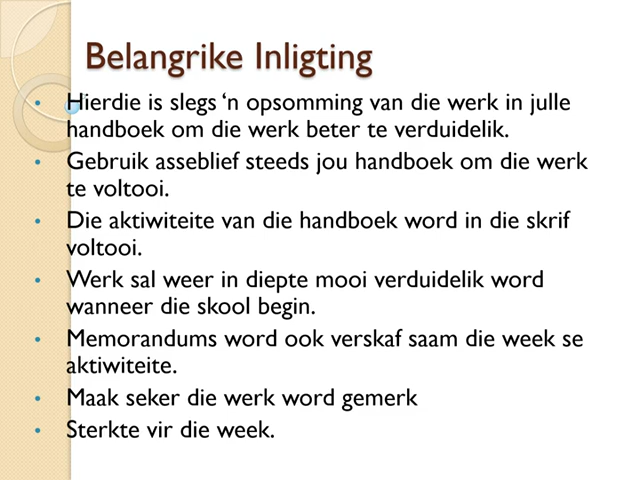 Belangrike Inligting
• Hierdie is slegs ‘n opsomming van die werk in julle
handboek om die werk beter te verduidelik.
• Gebruik asseblief steeds jou handboek om die werk
te voltooi.
• Die aktiwiteite van die handboek word in die skrif
voltooi.
• Werk sal weer in diepte mooi verduidelik word
wanneer die skool begin.
• Memorandums word ook verskaf saam die week se
aktiwiteite.
• Maak seker die werk word gemerk
• Sterkte vir die week.